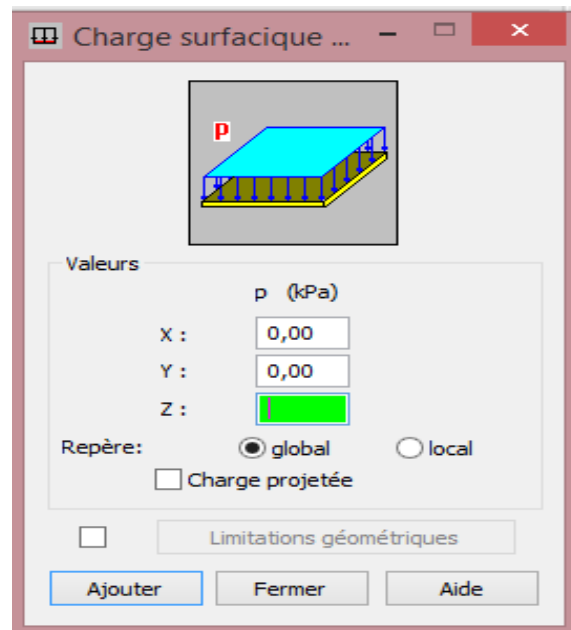 Charge surfacique ...
p
Valeurs
p (kPa)
X : 0,00
Y : 0,00
Z :
Repère: global local
Charge projetée
Limitations géométriques
Ajouter Fermer Aide